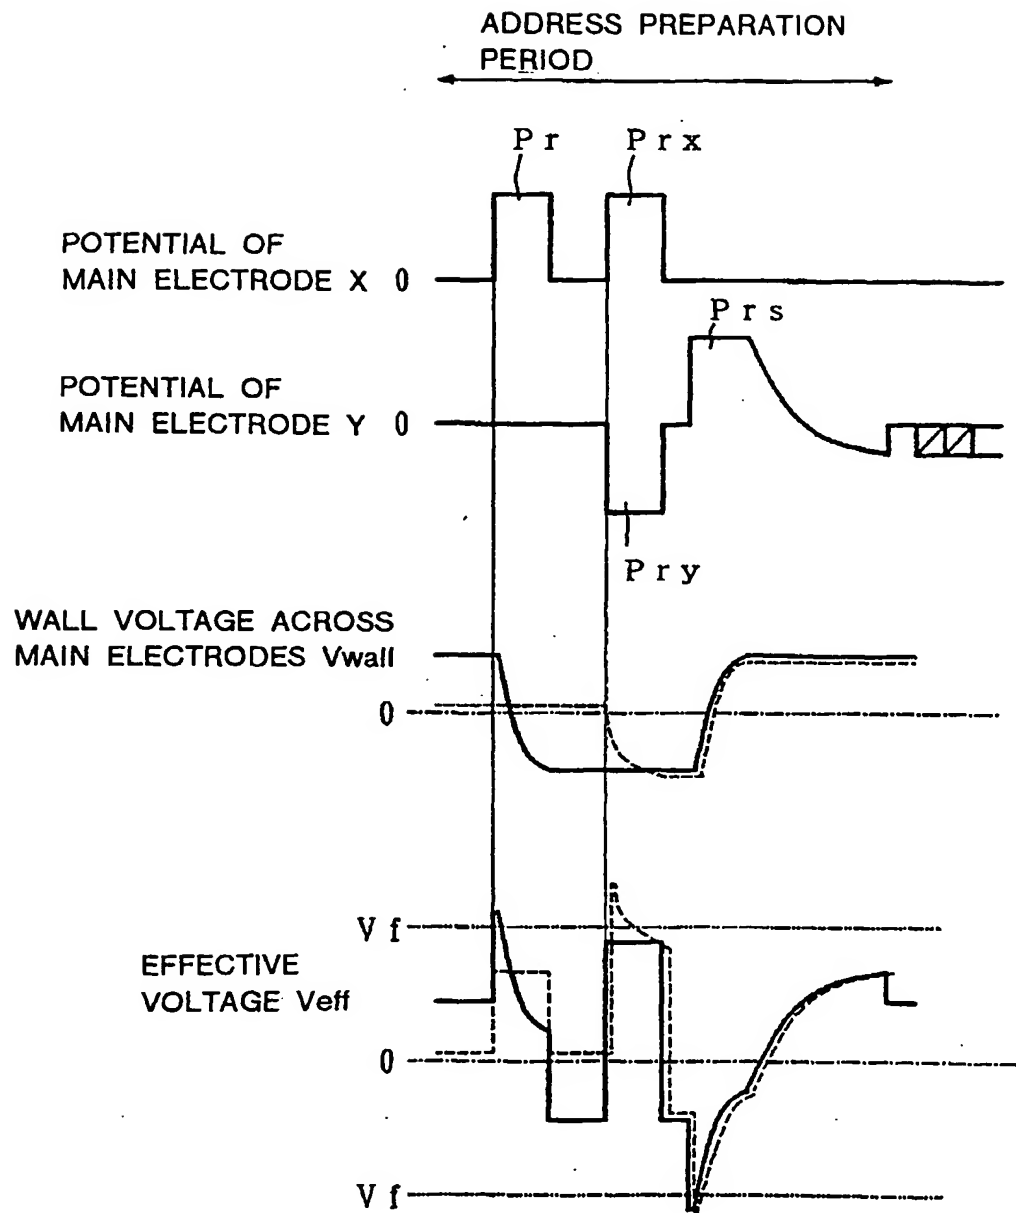 ADDRESS PREPARATION
PERIOD
Pr
Prx
POTENTIAL OF
MAIN ELECTRODE X 0
Prs
POTENTIAL OF
MAIN ELECTRODE Y 0
Pry
WALL VOLTAGE ACROSS
MAIN ELECTRODES Vwall
0
Vf
EFFECTIVE
VOLTAGE Veff
0
Vf